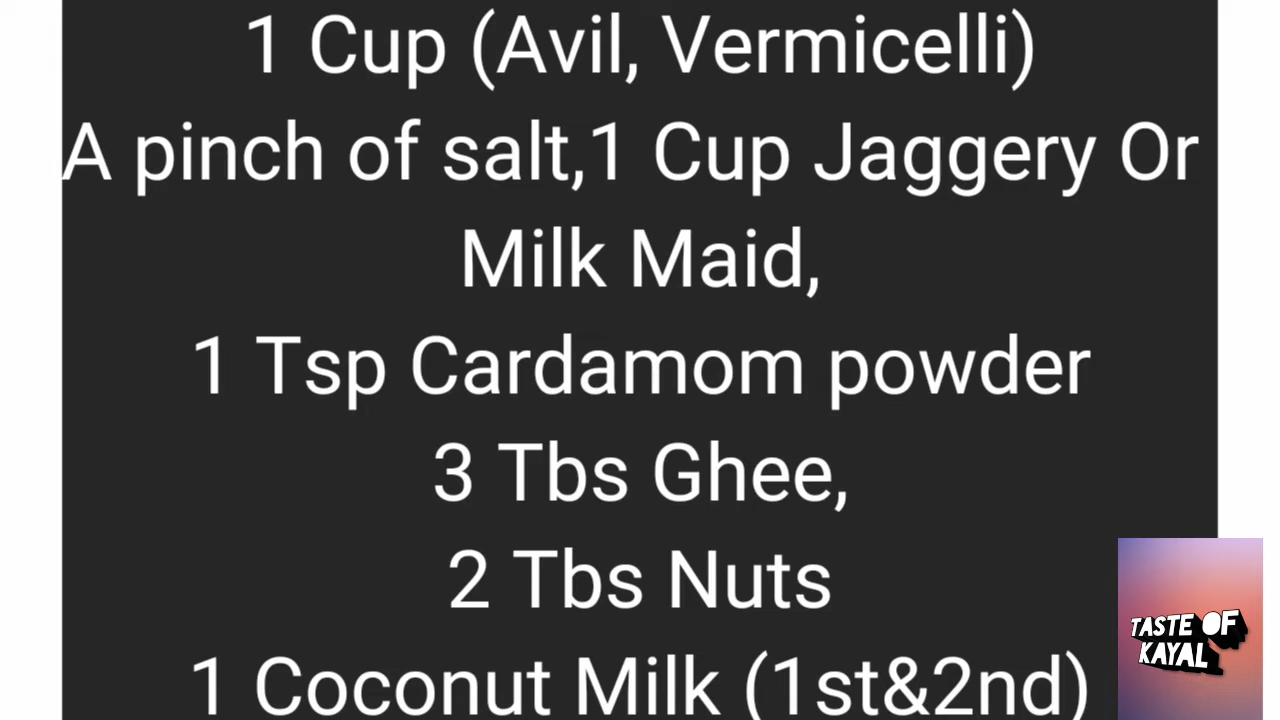 1 Cup (Avil, Vermicelli)
A pinch of salt,1 Cup Jaggery Or
Milk Maid,
1 Tsp Cardamom powder
3 Tbs Ghee,
2 Tbs Nuts
1 Coconut Milk (1st&2nd)
TASTE OF
KAYAL